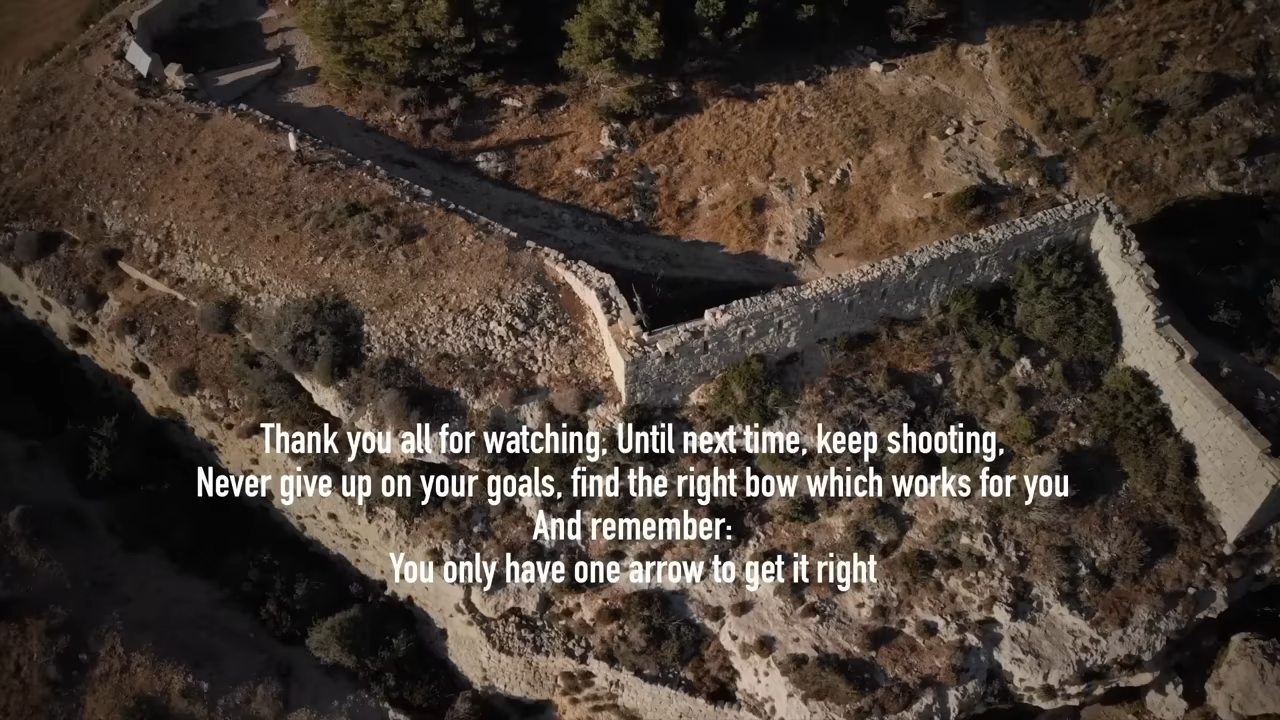 Thank you all for watching, Until next time, keep shooting,
Never give up on your goals, find the right bow which works for you
And remember:
You only have one arrow to get it right